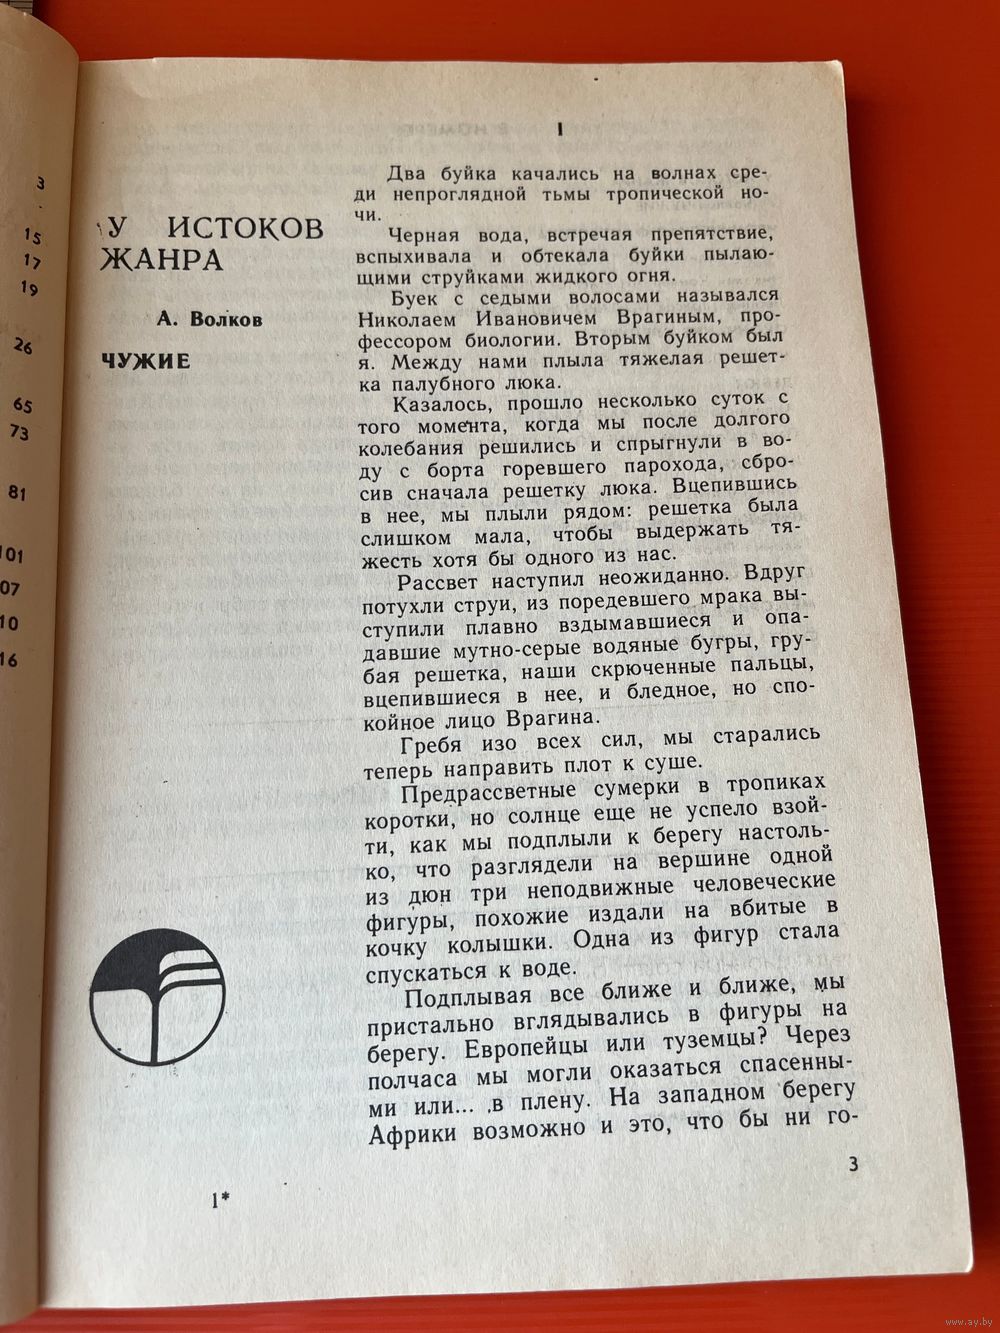 3
15
17
19
26
65
73
81
101
07
10
16
У ИСТОКОВ
ЖАНРА
А. Волков
ЧУЖИЕ
I
Два буйка качались на волнах сре-
ди непроглядной тьмы тропической но-
чи.
Черная вода, встречая препятствие,
вспыхивала и обтекала буйки пылаю-
щими струйками жидкого огня.
Буек с седыми волосами назывался
Николаем Ивановичем Врагиным, про-
фессором биологии. Вторым буйком был
я. Между нами плыла тяжелая решет-
ка палубного люка.
Казалось, прошло несколько суток с
того момента, когда мы после долгого
колебания решились и спрыгнули в во-
ду с борта горевшего парохода, сбро-
сив сначала решетку люка. Вцепившись
в нее, мы плыли рядом: решетка была
слишком мала, чтобы выдержать тя-
жесть хотя бы одного из нас.
Рассвет наступил неожиданно. Вдруг
потухли струи, из поредевшего мрака вы-
ступили плавно вздымавшиеся и опа-
давшие мутно-серые водяные бугры, гру-
бая решетка, наши скрюченные пальцы,
вцепившиеся в нее, и бледное, но спо-
койное лицо Врагина.
Гребя изо всех сил, мы старались
теперь направить плот к суше.
Предрассветные сумерки в тропиках
коротки, но солнце еще не успело взой-
ти, как мы подплыли к берегу настоль-
ко, что разглядели на вершине одной
из дюн три неподвижные человеческие
фигуры, похожие издали на вбитые в
кочку колышки. Одна из фигур стала
спускаться к воде.
Подплывая все ближе и ближе, мы
пристально вглядывались в фигуры на
берегу. Европейцы или туземцы? Через
полчаса мы могли оказаться спасенны-
ми или... в плену. На западном берегу
Африки возможно и это, что бы ни го-
3
1*
www.ay.by